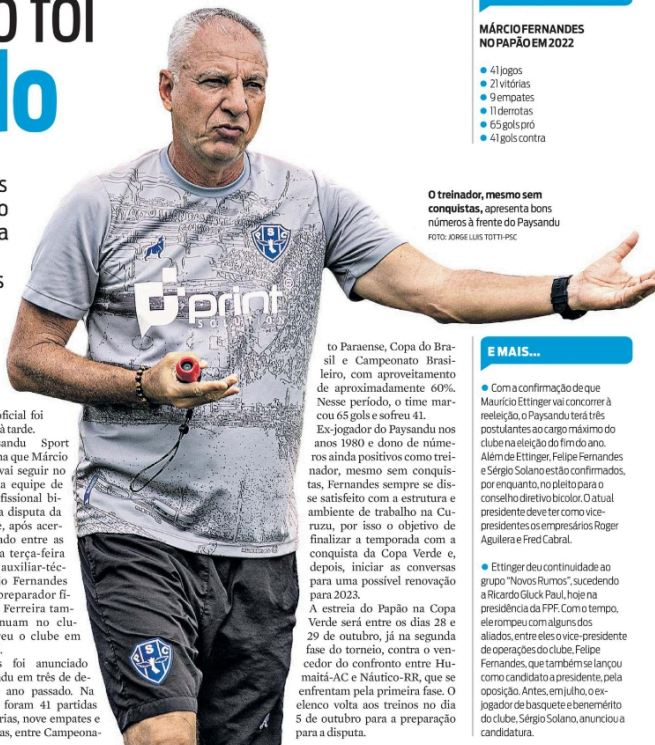 o foi
do
s
o
a
s
PSC
print
SOLU
PSC
oficial foi
à tarde.
sandu Sport
na que Márcio
vai seguir no
a equipe de
fissional bi-
a disputa da
e, após acer-
ado entre as
a terça-feira
auxiliar-téc-
io Fernandes
preparador fí-
Ferreira tam-
nuam no clu-
reu o clube em
s foi anunciado
du em três de de-
ano passado. Na
foram 41 partidas
rias, nove empates e
as, entre Campeona-
to Paraense, Copa do Bra-
sil e Campeonato Brasi-
leiro, com aproveitamento
de aproximadamente 60%.
Nesse período, o time mar-
cou 65 gols e sofreu 41.
Ex-jogador do Paysandu nos
anos 1980 e dono de núme-
ros ainda positivos como trei-
nador, mesmo sem conquis-
tas, Fernandes sempre se dis-
se satisfeito com a estrutura e
ambiente de trabalho na Cu-
ruzu, por isso o objetivo de
finalizar a temporada com a
conquista da Copa Verde e,
depois, iniciar as conversas
para uma possível renovação
para 2023.
A estreia do Papão na Copa
Verde será entre os dias 28 e
29 de outubro, já na segunda
fase do torneio, contra o ven-
cedor do confronto entre Hu-
maitá-AC e Náutico-RR, que se
enfrentam pela primeira fase. O
elenco volta aos treinos no dia
5 de outubro para a preparação
para a disputa.
MÁRCIO FERNANDES
NO PAPÃO EM 2022
● 41 jogos
● 21 vitórias
● 9 empates
● 11 derrotas
● 65 gols pró
● 41 gols contra
O treinador, mesmo sem
conquistas, apresenta bons
números à frente do Paysandu
FOTO: JORGE LUIS TOTTI-PSC
E MAIS...
● Com a confirmação de que
Maurício Ettinger vai concorrer à
reeleição, o Paysandu terá três
postulantes ao cargo máximo do
clube na eleição do fim do ano.
Além de Ettinger, Felipe Fernandes
e Sérgio Solano estão confirmados,
por enquanto, no pleito para o
conselho diretivo bicolor. O atual
presidente deve ter como vice-
presidentes os empresários Roger
Aguilera e Fred Cabral.
● Ettinger deu continuidade ao
grupo "Novos Rumos", sucedendo
a Ricardo Gluck Paul, hoje na
presidência da FPF. Com o tempo,
ele rompeu com alguns dos
aliados, entre eles o vice-presidente
de operações do clube, Felipe
Fernandes, que também se lançou
como candidato a presidente, pela
oposição. Antes, em julho, o ex-
jogador de basquete e benemérito
do clube, Sérgio Solano, anunciou a
candidatura.